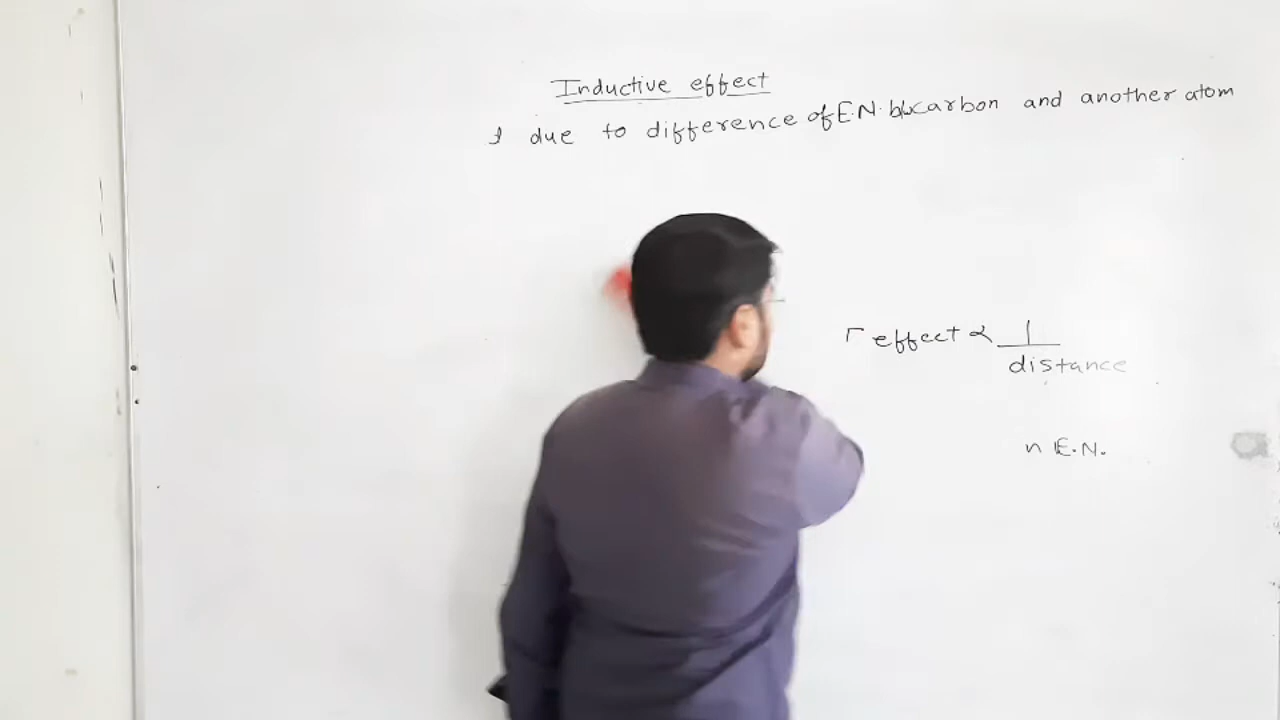 Inductive effect
I due to difference of E.N. b/w carbon and another atom
effect ∝ 1
distance
n E.N.